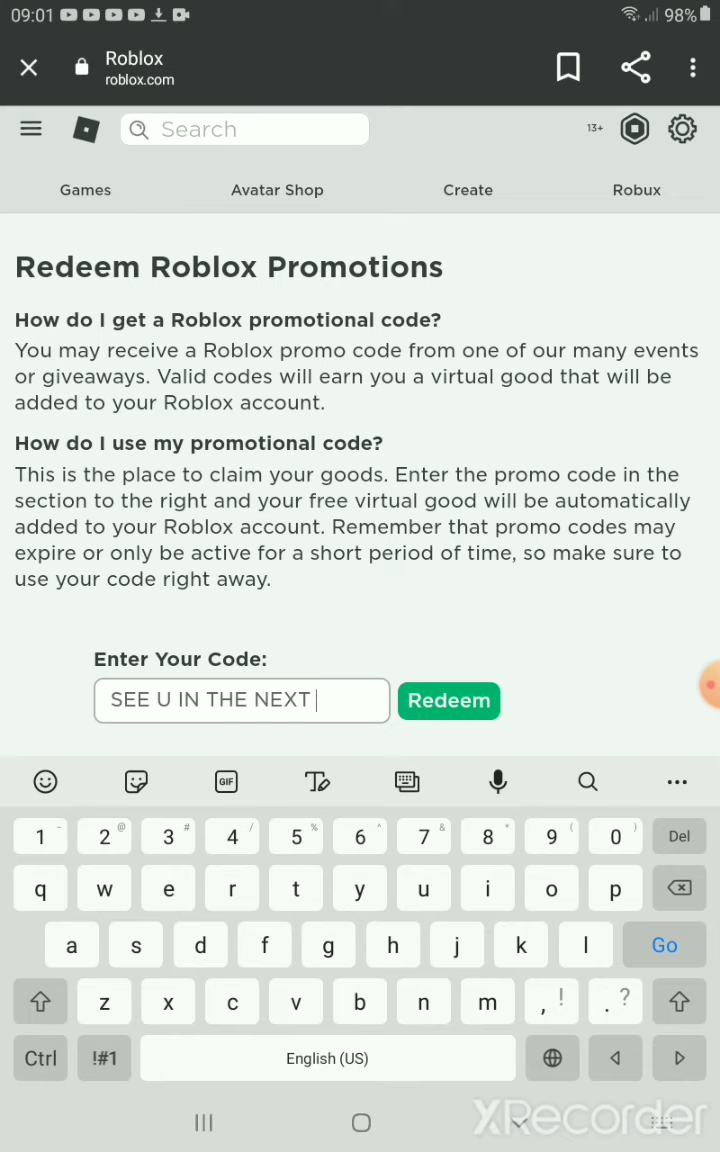 09:01
98%
Roblox
roblox.com
Search
13+
Games Avatar Shop Create Robux
Redeem Roblox Promotions
How do I get a Roblox promotional code?
You may receive a Roblox promo code from one of our many events
or giveaways. Valid codes will earn you a virtual good that will be
added to your Roblox account.
How do I use my promotional code?
This is the place to claim your goods. Enter the promo code in the
section to the right and your free virtual good will be automatically
added to your Roblox account. Remember that promo codes may
expire or only be active for a short period of time, so make sure to
use your code right away.
Enter Your Code:
SEE U IN THE NEXT
Redeem
GIF
1 - 2 @ 3 # 4 / 5 % 6 ^ 7 & 8 * 9 ( 0 ) Del
q w e r t y u i o p
a s d f g h j k l Go
z x c v b n m , ! . ?
Ctrl !#1 English (US)
XRecorder